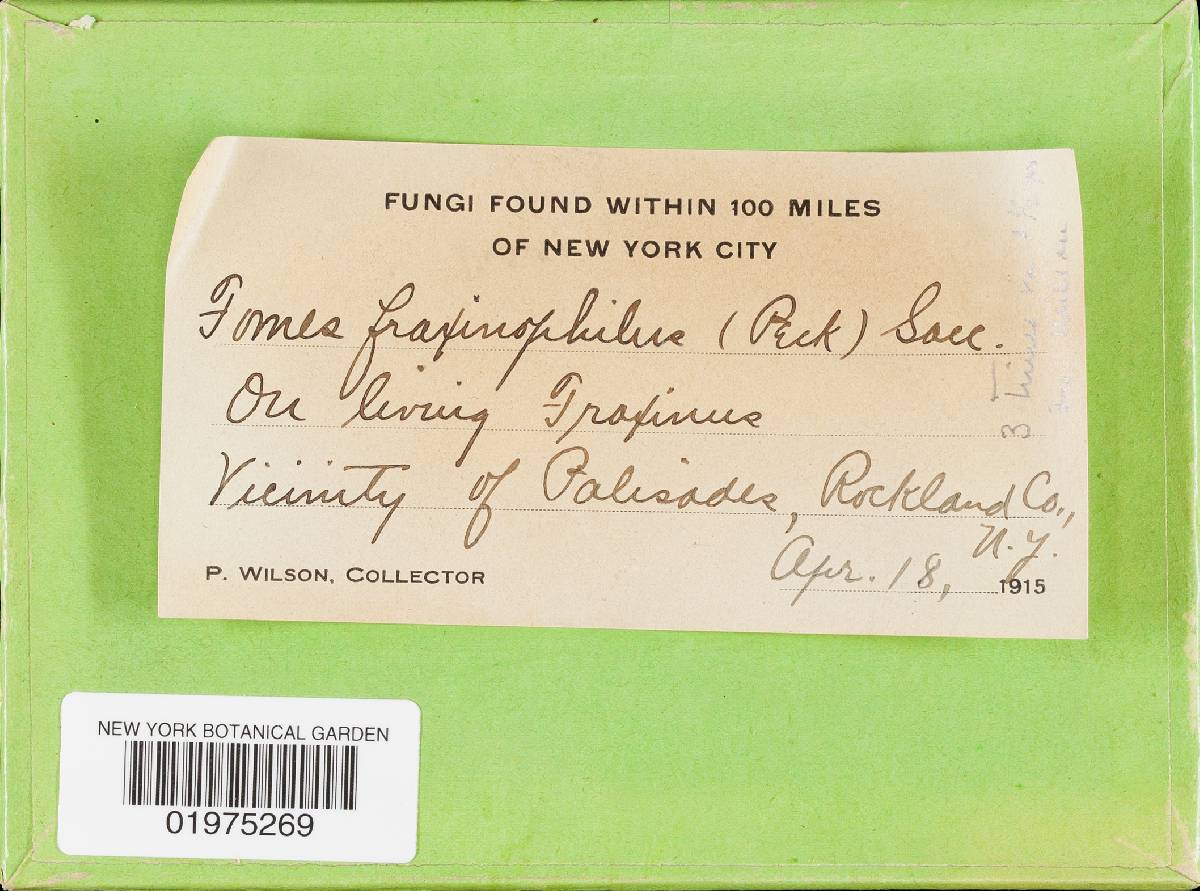 FUNGI FOUND WITHIN 100 MILES
OF NEW YORK CITY
Fomes fraxinophilus (Peck) Sacc.
On living Fraxinus
Vicinity of Palisades, Rockland Co.,
N.Y.
P. WILSON, COLLECTOR
Apr. 18, 1915
3
NEW YORK BOTANICAL GARDEN
01975269